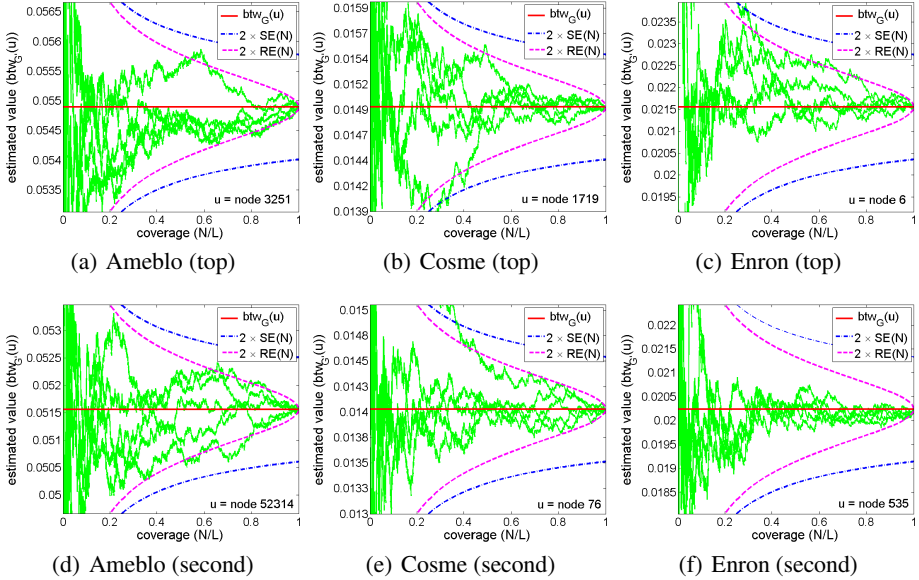 estimated value (btw_G(u))
0.0565
0.056
0.0555
0.055
0.0545
0.054
0.0535
btw_G(u)
2 × SE(N)
2 × RE(N)
u = node 3251
0 0.2 0.4 0.6 0.8 1
coverage (N/L)
(a) Ameblo (top)
estimated value (btw_G(u))
0.0159
0.0154
0.0149
0.0144
0.0139
btw_G(u)
2 × SE(N)
2 × RE(N)
u = node 1719
0 0.2 0.4 0.6 0.8 1
coverage (N/L)
(b) Cosme (top)
estimated value (btw_G(u))
0.0235
0.023
0.0225
0.022
0.0215
0.021
0.0205
0.02
0.0195
btw_G(u)
2 × SE(N)
2 × RE(N)
u = node 6
0 0.2 0.4 0.6 0.8 1
coverage (N/L)
(c) Enron (top)
estimated value (btw_G(u))
0.053
0.0525
0.052
0.0515
0.051
0.0505
0.05
btw_G(u)
2 × SE(N)
2 × RE(N)
u = node 52314
0 0.2 0.4 0.6 0.8 1
coverage (N/L)
(d) Ameblo (second)
estimated value (btw_G(u))
0.015
0.0145
0.0143
0.014
0.0135
0.0133
0.013
btw_G(u)
2 × SE(N)
2 × RE(N)
u = node 76
0 0.2 0.4 0.6 0.8 1
coverage (N/L)
(e) Cosme (second)
estimated value (btw_G(u))
0.022
0.0215
0.021
0.0205
0.02
0.0195
0.019
0.0185
0.018
btw_G(u)
2 × SE(N)
2 × RE(N)
u = node 535
0 0.2 0.4 0.6 0.8 1
coverage (N/L)
(f) Enron (second)